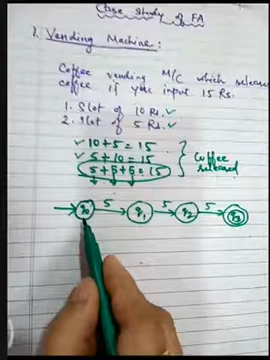 Case Study of FA
1. Vending Machine:
Coffee vending M/C which releases
coffee if you input 15 Rs.
1. Slot of 10 Rs. ✓
2. Slot of 5 Rs. ✓
✓ 10+5 = 15
✓ 5+10 = 15
5+5+5 = 15
Coffee
released
q0 5 q1 5 q2 5 q3